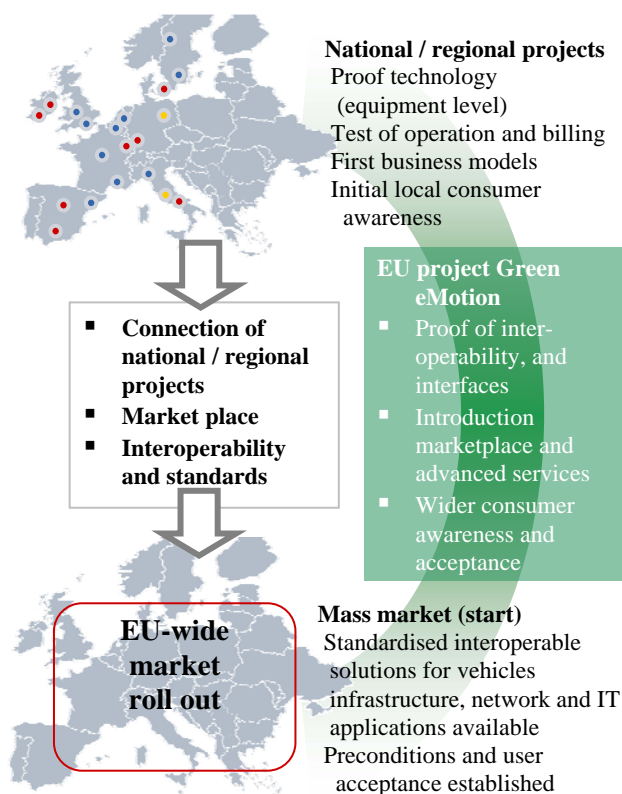 National / regional projects
Proof technology
(equipment level)
Test of operation and billing
First business models
Initial local consumer
awareness
EU project Green
eMotion
▪ Proof of inter-
operability, and
interfaces
▪ Introduction
marketplace and
advanced services
▪ Wider consumer
awareness and
acceptance
▪ Connection of
national / regional
projects
▪ Market place
▪ Interoperability
and standards
EU-wide
market
roll out
Mass market (start)
Standardised interoperable
solutions for vehicles
infrastructure, network and IT
applications available
Preconditions and user
acceptance established